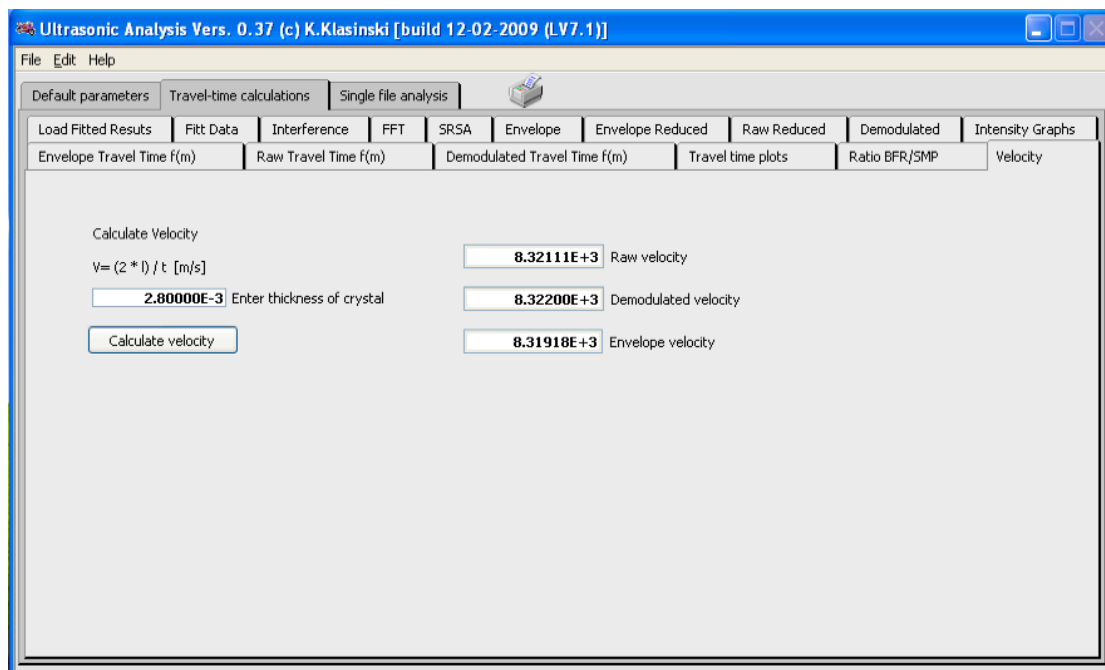 Ultrasonic Analysis Vers. 0.37 (c) K.Klasinski [build 12-02-2009 (LV7.1)]
File Edit Help
Default parameters Travel-time calculations Single file analysis
Load Fitted Resuts Fitt Data Interference FFT SRSA Envelope Envelope Reduced Raw Reduced Demodulated Intensity Graphs
Envelope Travel Time f(m) Raw Travel Time f(m) Demodulated Travel Time f(m) Travel time plots Ratio BFR/SMP Velocity
Calculate Velocity
V= (2 * l) / t [m/s]
2.80000E-3 Enter thickness of crystal
Calculate velocity
8.32111E+3 Raw velocity
8.32200E+3 Demodulated velocity
8.31918E+3 Envelope velocity